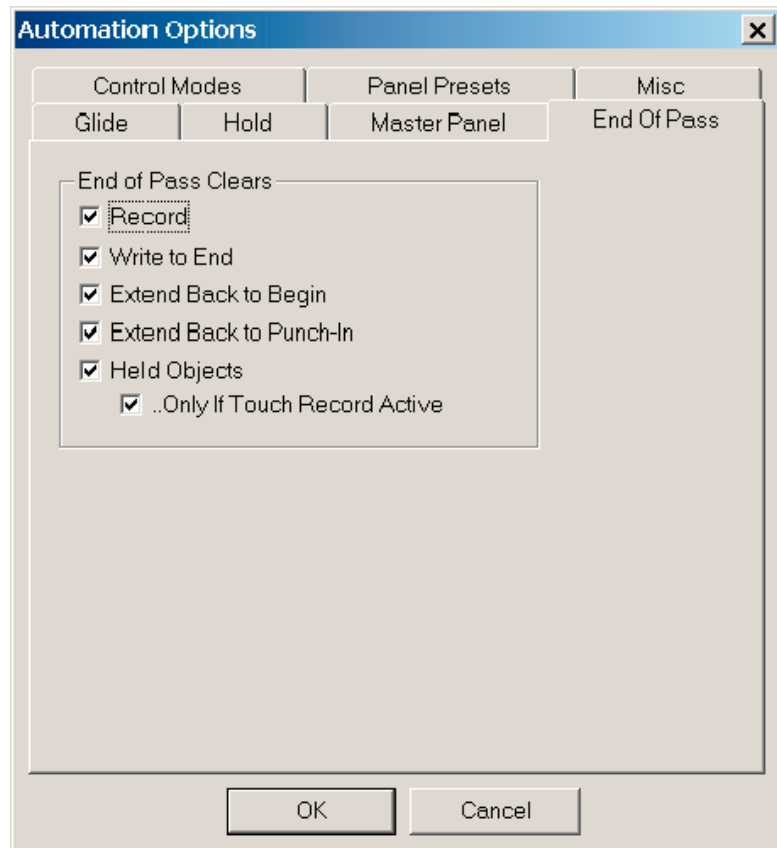 Automation Options
Control Modes Panel Presets Misc
Glide Hold Master Panel End Of Pass
End of Pass Clears
Record
Write to End
Extend Back to Begin
Extend Back to Punch-In
Held Objects
..Only If Touch Record Active
OK Cancel